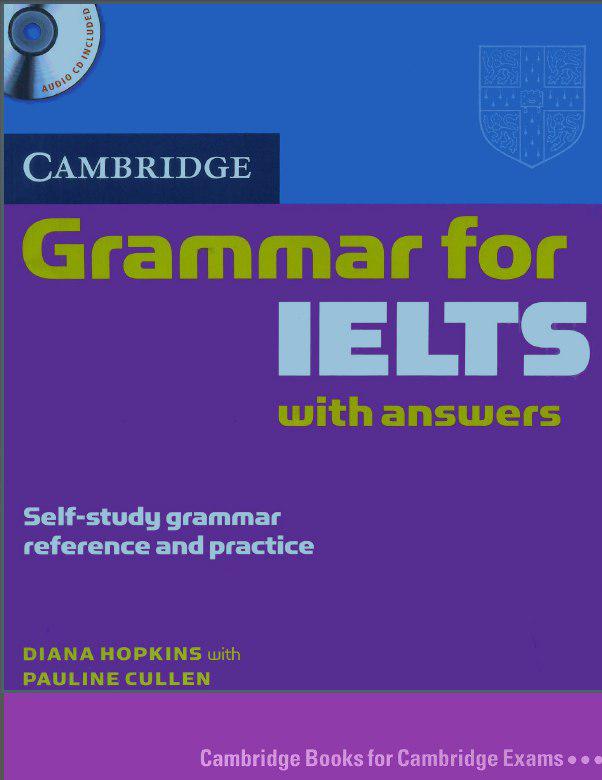 AUDIO CD INCLUDED
CAMBRIDGE
Grammar for
IELTS
with answers
Self-study grammar
reference and practice
DIANA HOPKINS with
PAULINE CULLEN
Cambridge Books for Cambridge Exams •••